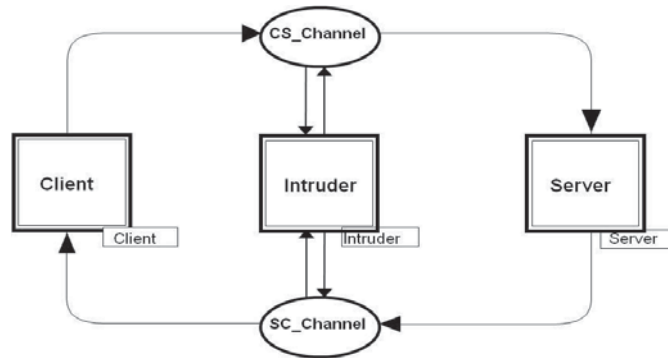 CS_Channel
Client
Intruder
Server
Client
Intruder
Server
SC_Channel